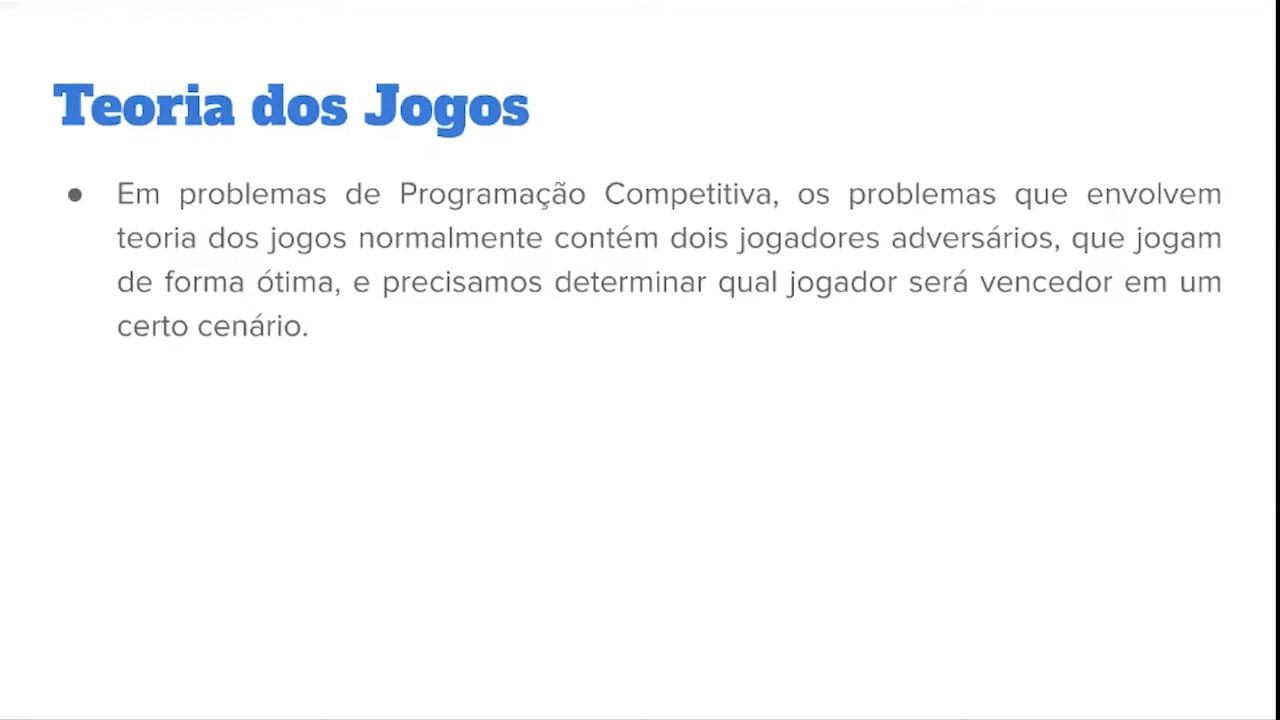 Teoria dos Jogos
● Em problemas de Programação Competitiva, os problemas que envolvem
teoria dos jogos normalmente contém dois jogadores adversários, que jogam
de forma ótima, e precisamos determinar qual jogador será vencedor em um
certo cenário.